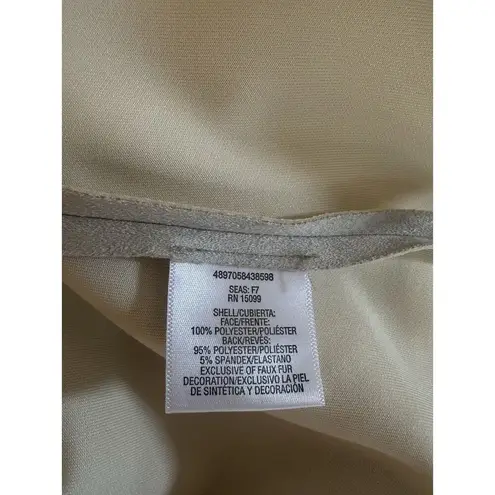 4897058438598
SEAS: F7
RN 15099
SHELL/CUBIERTA:
FACE/FRENTE:
100% POLYESTER/POLIÉSTER
BACK/REVÉS:
95% POLYESTER/POLIÉSTER
5% SPANDEX/ELASTANO
EXCLUSIVE OF FAUX FUR
DECORATION/EXCLUSIVO LA PIEL
DE SINTÉTICA Y DECORACIÓN